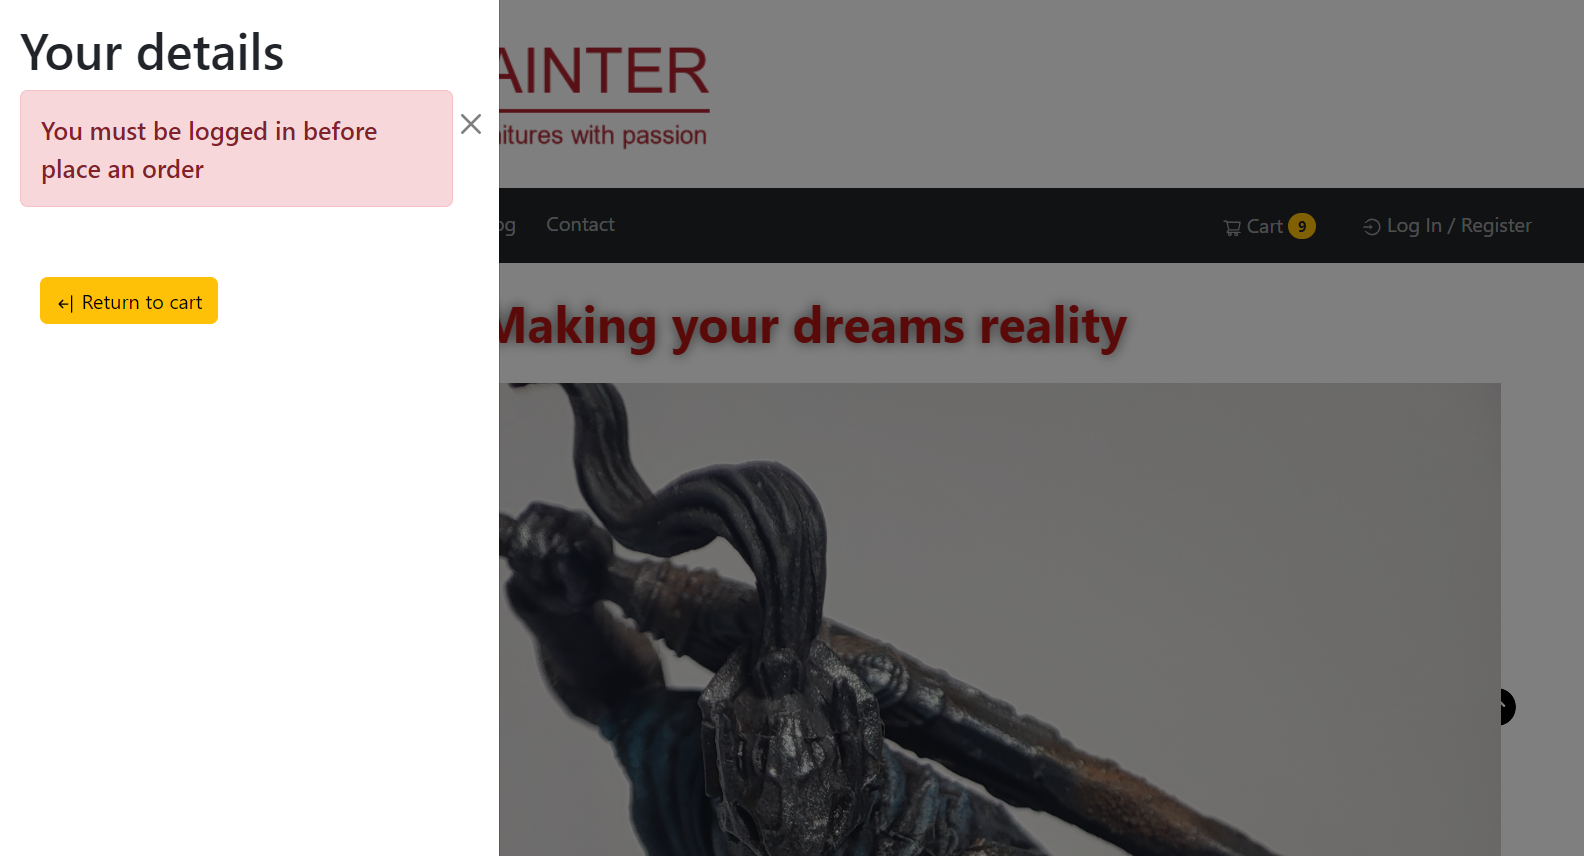 Your details
You must be logged in before
place an order
Return to cart
AINTER
nitures with passion
og Contact Cart 9 Log In / Register
Making your dreams reality